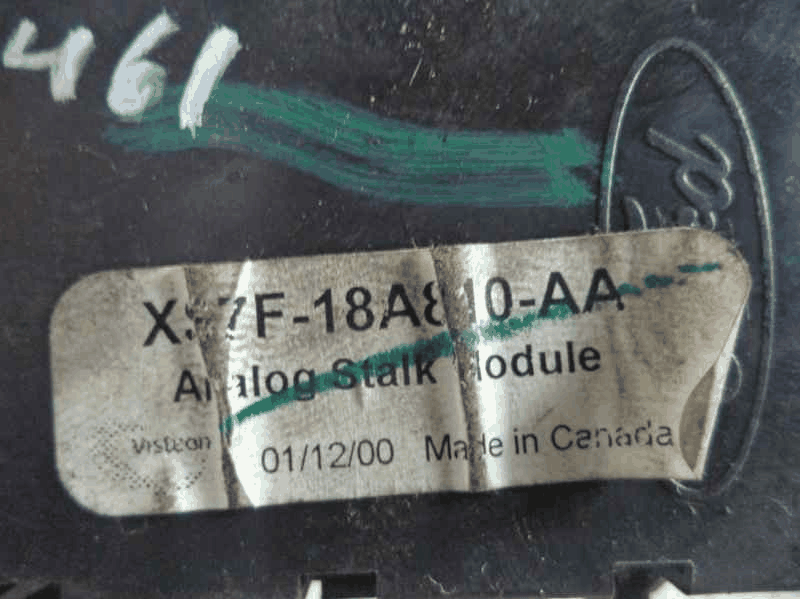 461
Analog Stalk Module
Visteon
01/12/00 Made in Canada